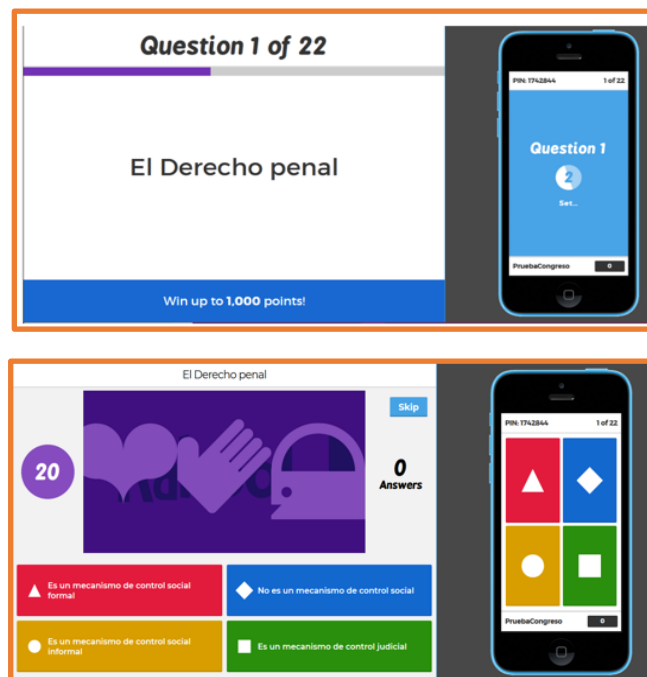 Question 1 of 22
El Derecho penal
Win up to 1,000 points!
PIN: 1742844 1 of 22
Question 1
2
Set...
PruebaCongreso 0
El Derecho penal
Skip
20
0
Answers
Es un mecanismo de control social
formal
No es un mecanismo de control social
Es un mecanismo de control social
informal
Es un mecanismo de control judicial
PIN: 1742844 1 of 22
PruebaCongreso 0